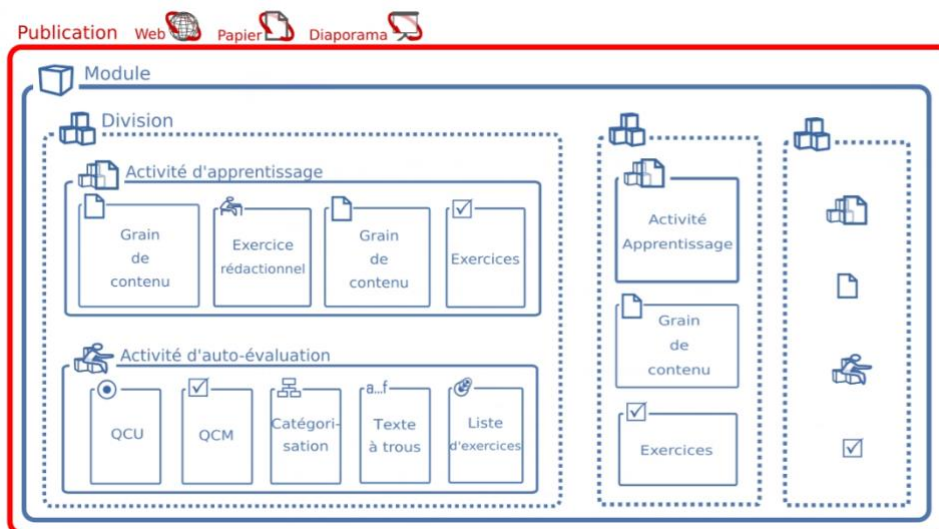 Publication Web Papier Diaporama
Module
Division
Activité d'apprentissage
Grain
de
contenu
Exercice
rédactionnel
Grain
de
contenu
Exercices
Activité d'auto-évaluation
QCU
QCM
Catégori-
sation
a...f
Texte
à trous
Liste
d'exercices
Activité
Apprentissage
Grain
de
contenu
Exercices